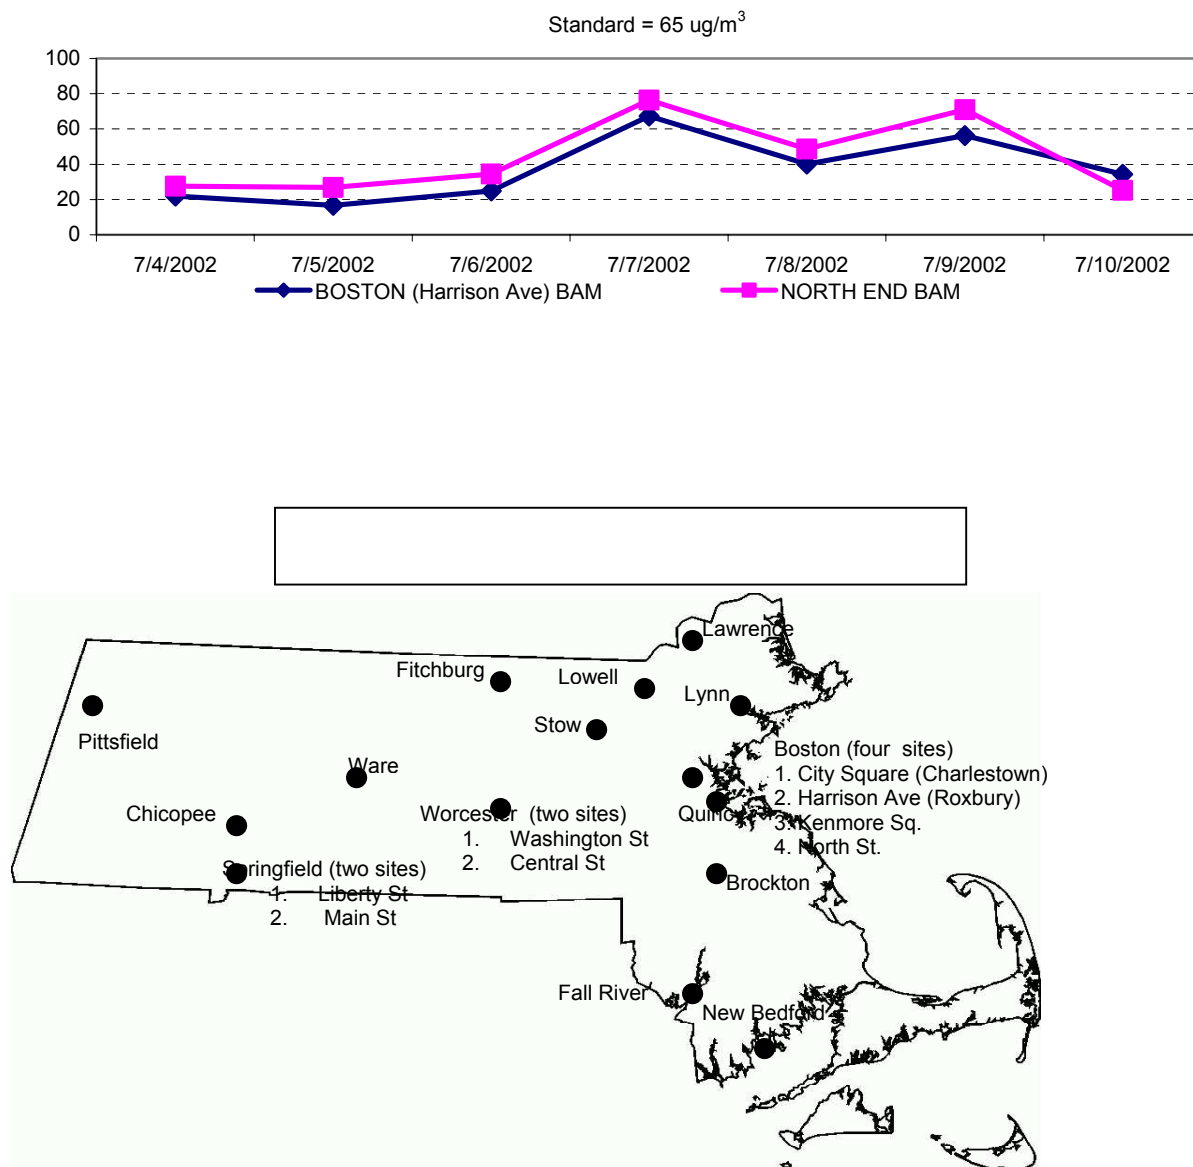 Standard = 65 ug/m³
100
80
60
40
20
0
7/4/2002 7/5/2002 7/6/2002 7/7/2002 7/8/2002 7/9/2002 7/10/2002
BOSTON (Harrison Ave) BAM NORTH END BAM
Lawrence
Fitchburg
Lowell
Lynn
Stow
Pittsfield
Ware
Boston (four sites)
1. City Square (Charlestown)
2. Harrison Ave (Roxbury)
3. Kenmore Sq.
4. North St.
Chicopee
Worcester (two sites)
1. Washington St
2. Central St
Quincy
Springfield (two sites)
1. Liberty St
2. Main St
Brockton
Fall River
New Bedford